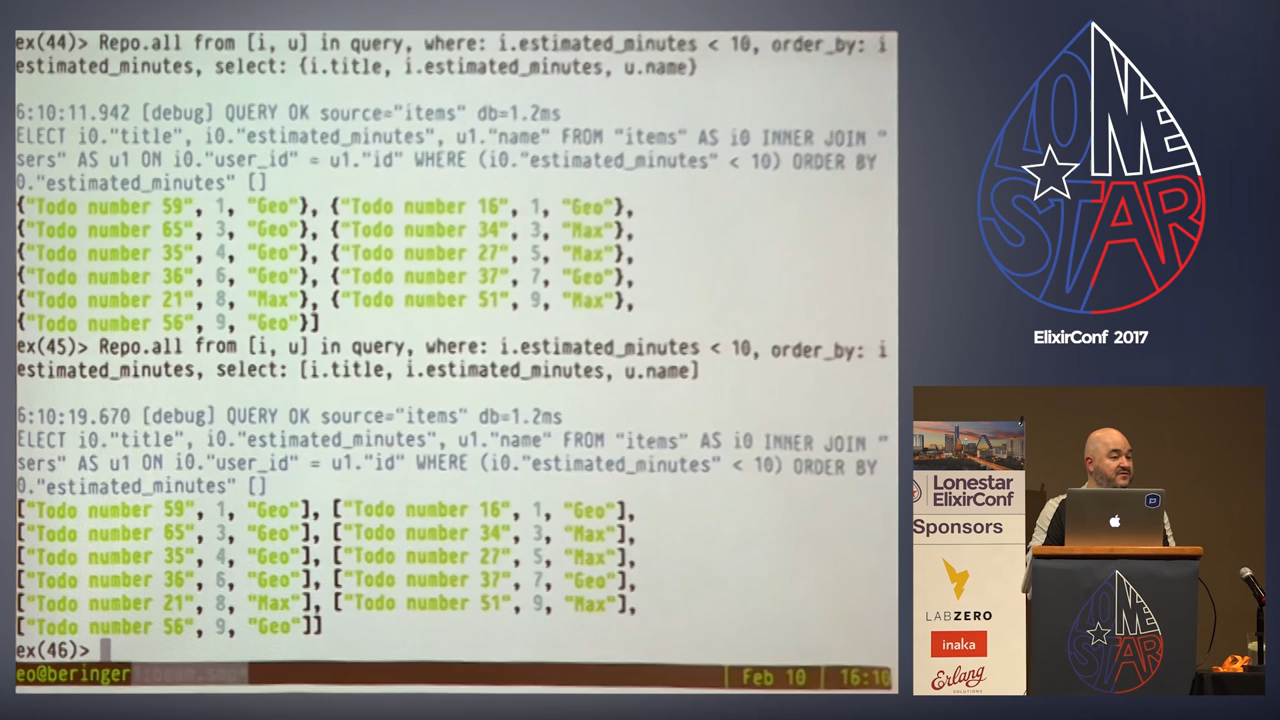 ex(44)> Repo.all from [i, u] in query, where: i.estimated_minutes < 10, order_by: i
estimated_minutes, select: {i.title, i.estimated_minutes, u.name}
6:10:11.942 [debug] QUERY OK source="items" db=1.2ms
ELECT i0."title", i0."estimated_minutes", u1."name" FROM "items" AS i0 INNER JOIN "
sers" AS u1 ON i0."user_id" = u1."id" WHERE (i0."estimated_minutes" < 10) ORDER BY
0."estimated_minutes" []
{"Todo number 59", 1, "Geo"}, {"Todo number 16", 1, "Geo"},
{"Todo number 65", 3, "Geo"}, {"Todo number 34", 3, "Max"},
{"Todo number 35", 4, "Geo"}, {"Todo number 27", 5, "Max"},
{"Todo number 36", 6, "Geo"}, {"Todo number 37", 7, "Geo"},
{"Todo number 21", 8, "Max"}, {"Todo number 51", 9, "Max"},
{"Todo number 56", 9, "Geo"}]
ex(45)> Repo.all from [i, u] in query, where: i.estimated_minutes < 10, order_by: i
estimated_minutes, select: [i.title, i.estimated_minutes, u.name]
6:10:19.670 [debug] QUERY OK source="items" db=1.2ms
ELECT i0."title", i0."estimated_minutes", u1."name" FROM "items" AS i0 INNER JOIN "
sers" AS u1 ON i0."user_id" = u1."id" WHERE (i0."estimated_minutes" < 10) ORDER BY
0."estimated_minutes" []
["Todo number 59", 1, "Geo"], ["Todo number 16", 1, "Geo"],
["Todo number 65", 3, "Geo"], ["Todo number 34", 3, "Max"],
["Todo number 35", 4, "Geo"], ["Todo number 27", 5, "Max"],
["Todo number 36", 6, "Geo"], ["Todo number 37", 7, "Geo"],
["Todo number 21", 8, "Max"], ["Todo number 51", 9, "Max"],
["Todo number 56", 9, "Geo"]]
ex(46)>
eo@beringer
Feb 10 16:10
LONE
STAR
ElixirConf 2017
Lonestar
ElixirConf
Sponsors
LABZERO
inaka
Erlang
SOLUTIONS
LONE
STAR